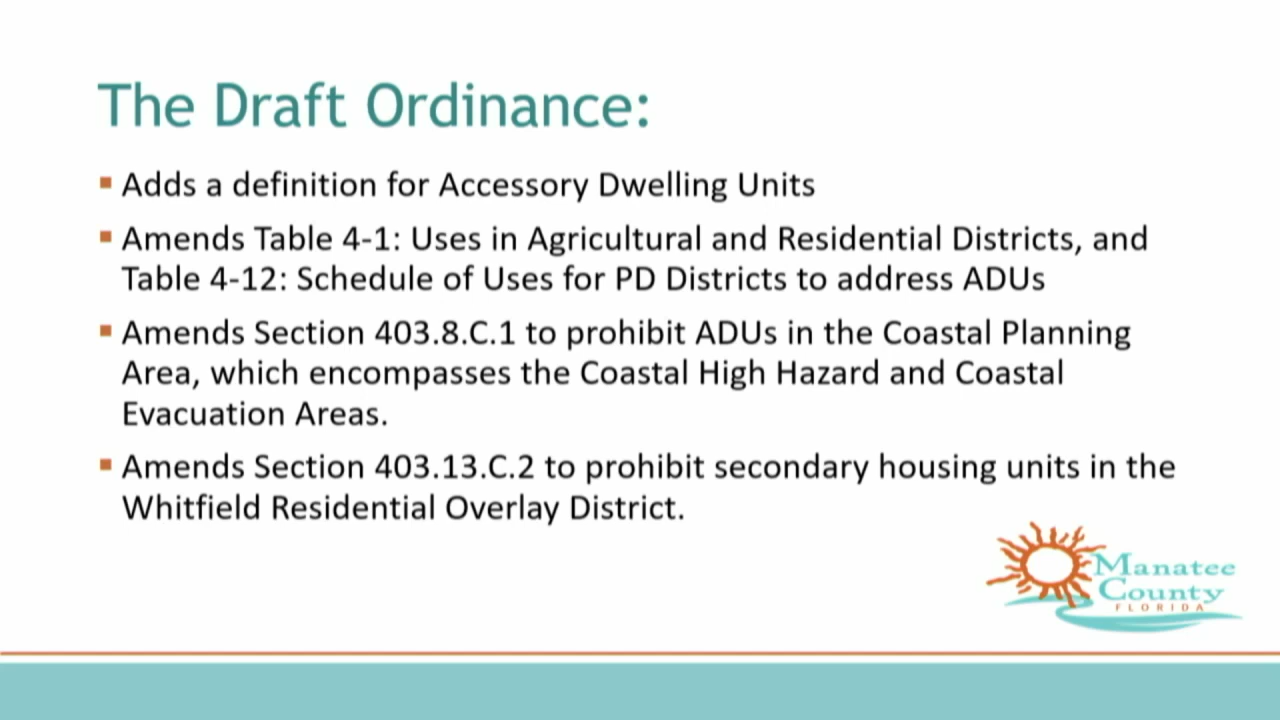 The Draft Ordinance:
Adds a definition for Accessory Dwelling Units
Amends Table 4-1: Uses in Agricultural and Residential Districts, and
Table 4-12: Schedule of Uses for PD Districts to address ADUs
Amends Section 403.8.C.1 to prohibit ADUs in the Coastal Planning
Area, which encompasses the Coastal High Hazard and Coastal
Evacuation Areas.
Amends Section 403.13.C.2 to prohibit secondary housing units in the
Whitfield Residential Overlay District.
Manatee
County
FLORIDA